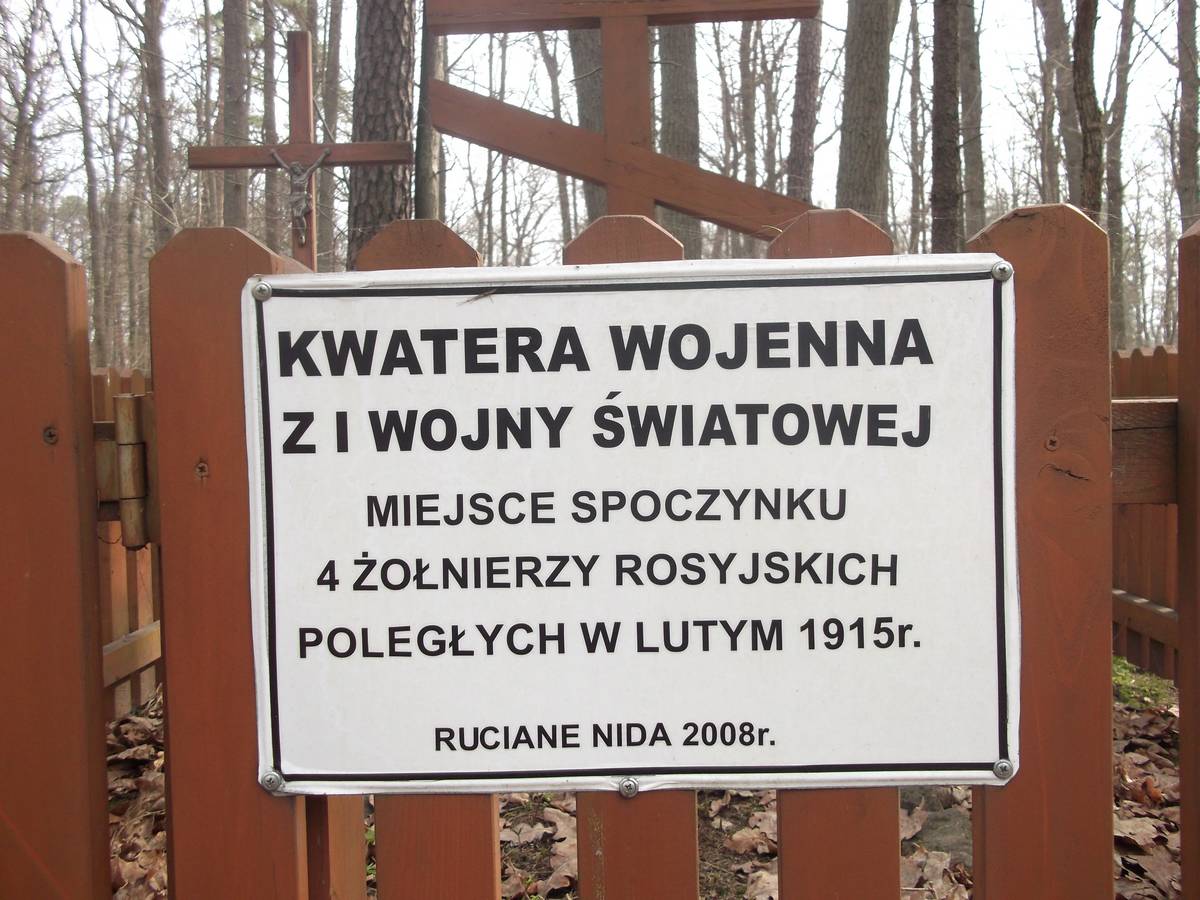 KWATERA WOJENNA
Z I WOJNY ŚWIATOWEJ
MIEJSCE SPOCZYNKU
4 ŻOŁNIERZY ROSYJSKICH
POLEGŁYCH W LUTYM 1915r.
RUCIANE NIDA 2008r.